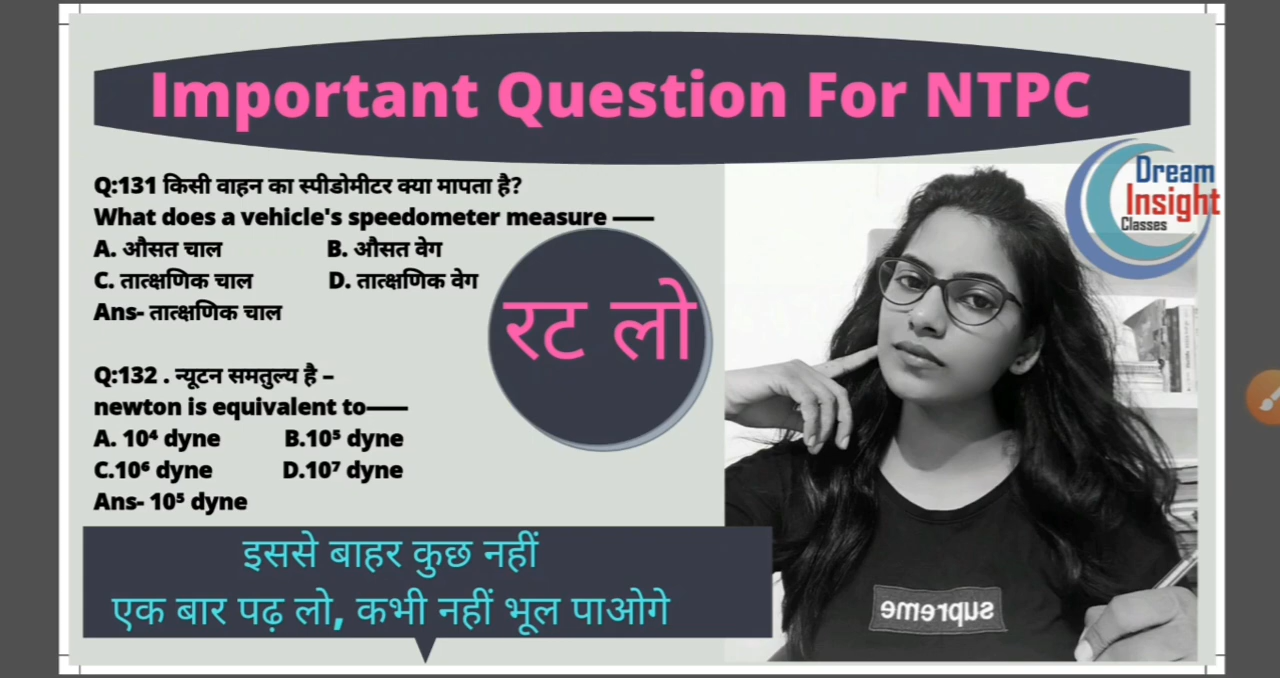 Important Question For NTPC
Dream
Insight
Classes
Q:131 किसी वाहन का स्पीडोमीटर क्या मापता है?
What does a vehicle's speedometer measure ——
A. औसत चाल B. औसत वेग
C. तात्क्षणिक चाल D. तात्क्षणिक वेग
Ans- तात्क्षणिक चाल
रट लो
Q:132 . न्यूटन समतुल्य है –
newton is equivalent to——
A. 10⁴ dyne B.10⁵ dyne
C.10⁶ dyne D.10⁷ dyne
Ans- 10⁵ dyne
इससे बाहर कुछ नहीं
एक बार पढ़ लो, कभी नहीं भूल पाओगे
supreme